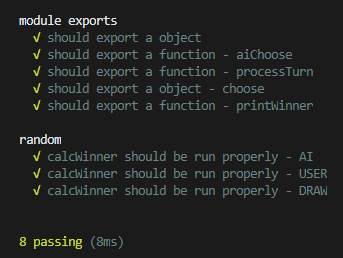 module exports
√ should export a object
√ should export a function - aiChoose
√ should export a function - processTurn
√ should export a object - choose
√ should export a function - printWinner
random
√ calcWinner should be run properly - AI
√ calcWinner should be run properly - USER
√ calcWinner should be run properly - DRAW
8 passing (8ms)